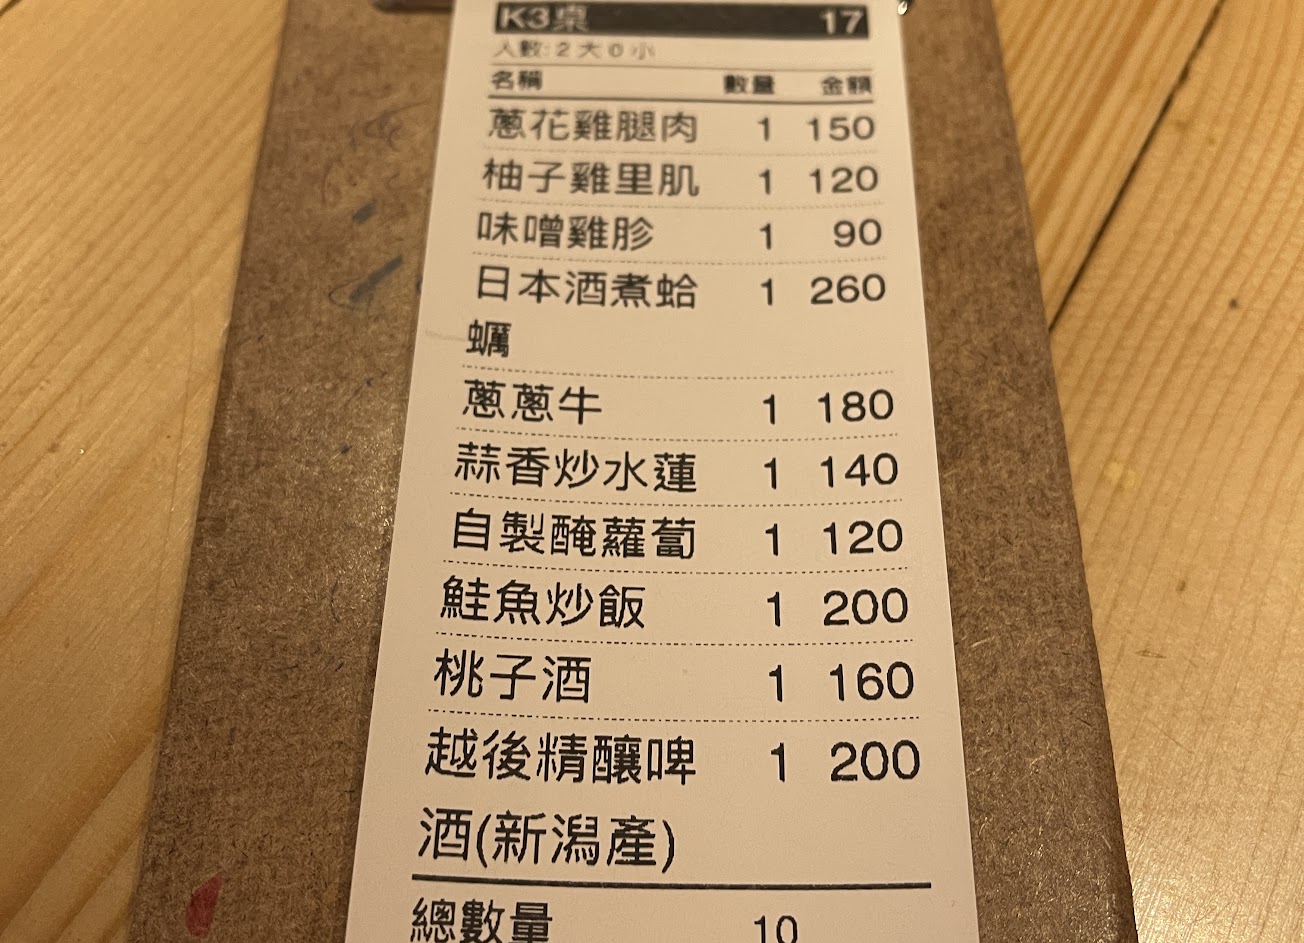 K3桌 17
人數: 2 大 0 小
名稱 數量 金額
蔥花雞腿肉 1 150
柚子雞里肌 1 120
味噌雞胗 1 90
日本酒煮蛤 1 260
蠣
蔥蔥牛 1 180
蒜香炒水蓮 1 140
自製醃蘿蔔 1 120
鮭魚炒飯 1 200
桃子酒 1 160
越後精釀啤 1 200
酒(新潟產)
總數量 10